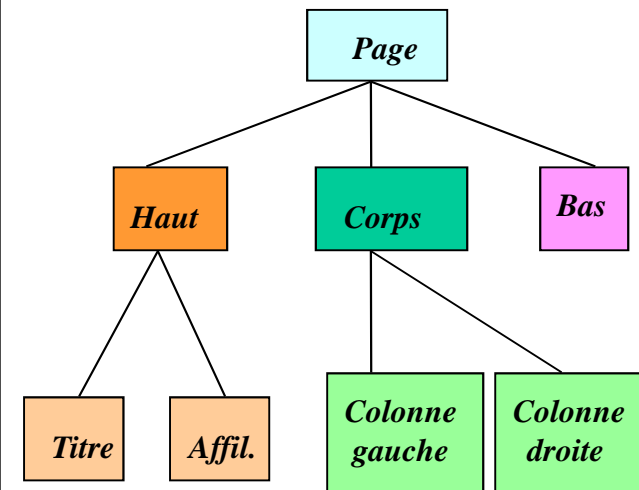 Page
Haut
Corps
Bas
Titre
Affil.
Colonne
gauche
Colonne
droite